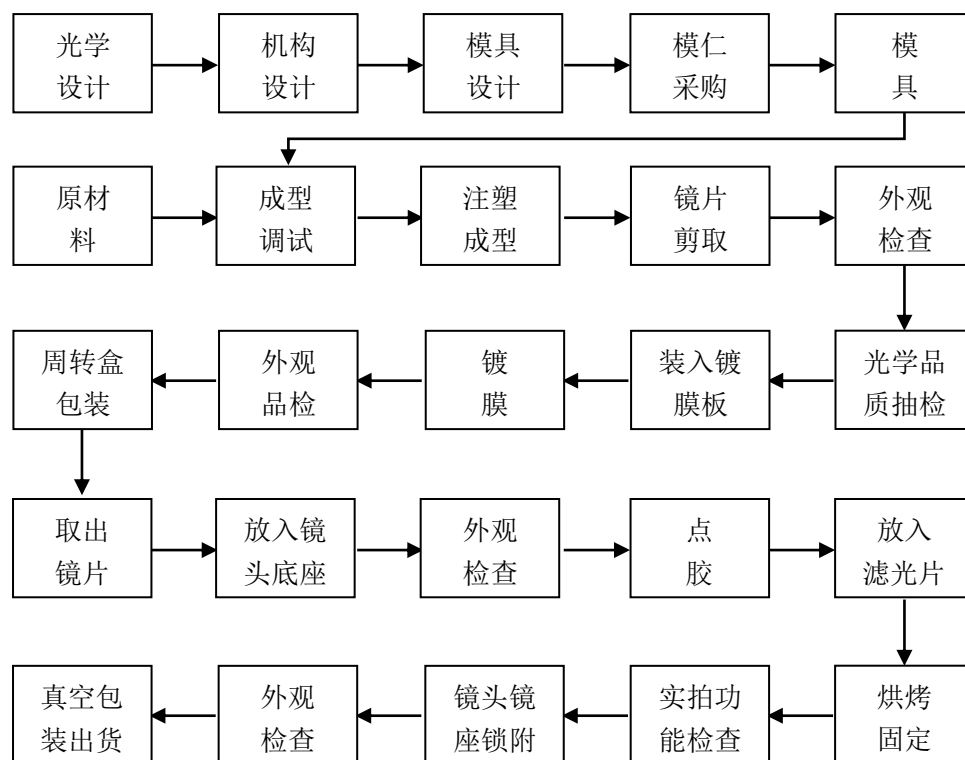 光学
设计
机构
设计
模具
设计
模仁
采购
模
具
原材
料
成型
调试
注塑
成型
镜片
剪取
外观
检查
周转盒
包装
外观
品检
镀
膜
装入镀
膜板
光学品
质抽检
取出
镜片
放入镜
头底座
外观
检查
点
胶
放入
滤光片
真空包
装出货
外观
检查
镜头镜
座锁附
实拍功
能检查
烘烤
固定